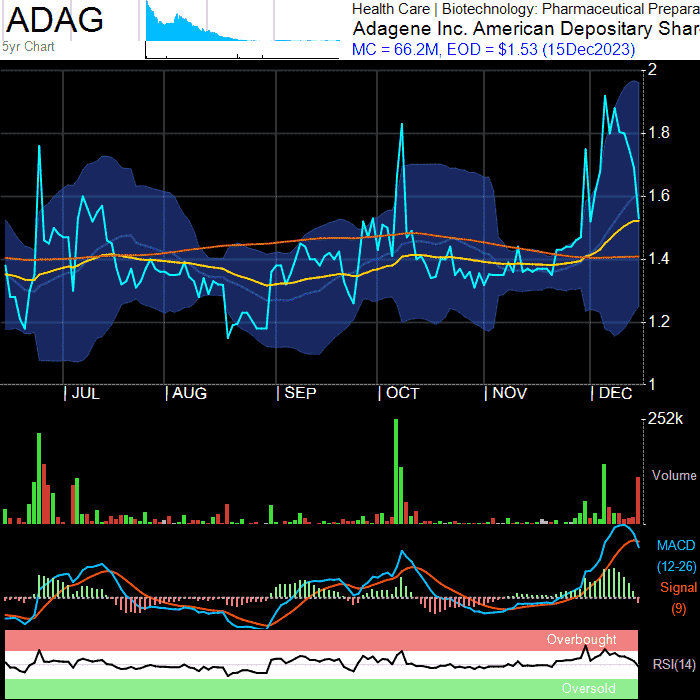 ADAG
5yr Chart
Health Care | Biotechnology: Pharmaceutical Prepara
Adagene Inc. American Depositary Shar
MC = 66.2M, EOD = $1.53 (15Dec2023)
2
1.8
1.6
1.4
1.2
1
| JUL | AUG | SEP | OCT | NOV | DEC
252k
Volume
MACD
(12-26)
Signal
(9)
Overbought
RSI(14)
Oversold